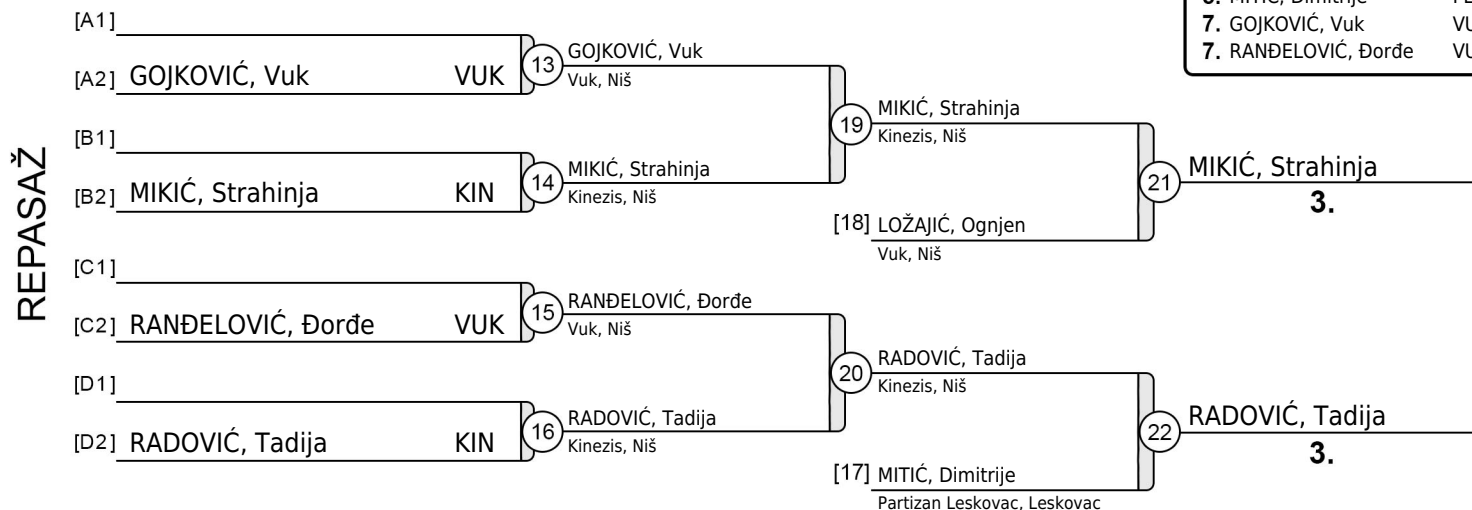 7. GOJKOVIĆ, Vuk
7. RANĐELOVIĆ, Đorđe
REPASAŽ
[A1]
[A2] GOJKOVIĆ, Vuk VUK
13
GOJKOVIĆ, Vuk
Vuk, Niš
[B1]
[B2] MIKIĆ, Strahinja KIN
14
MIKIĆ, Strahinja
Kinezis, Niš
19
MIKIĆ, Strahinja
Kinezis, Niš
[18] LOŽAJIĆ, Ognjen
Vuk, Niš
21
MIKIĆ, Strahinja
3.
[C1]
[C2] RANĐELOVIĆ, Đorđe VUK
15
RANĐELOVIĆ, Đorđe
Vuk, Niš
[D1]
[D2] RADOVIĆ, Tadija KIN
16
RADOVIĆ, Tadija
Kinezis, Niš
20
RADOVIĆ, Tadija
Kinezis, Niš
[17] MITIĆ, Dimitrije
Partizan Leskovac, Leskovac
22
RADOVIĆ, Tadija
3.